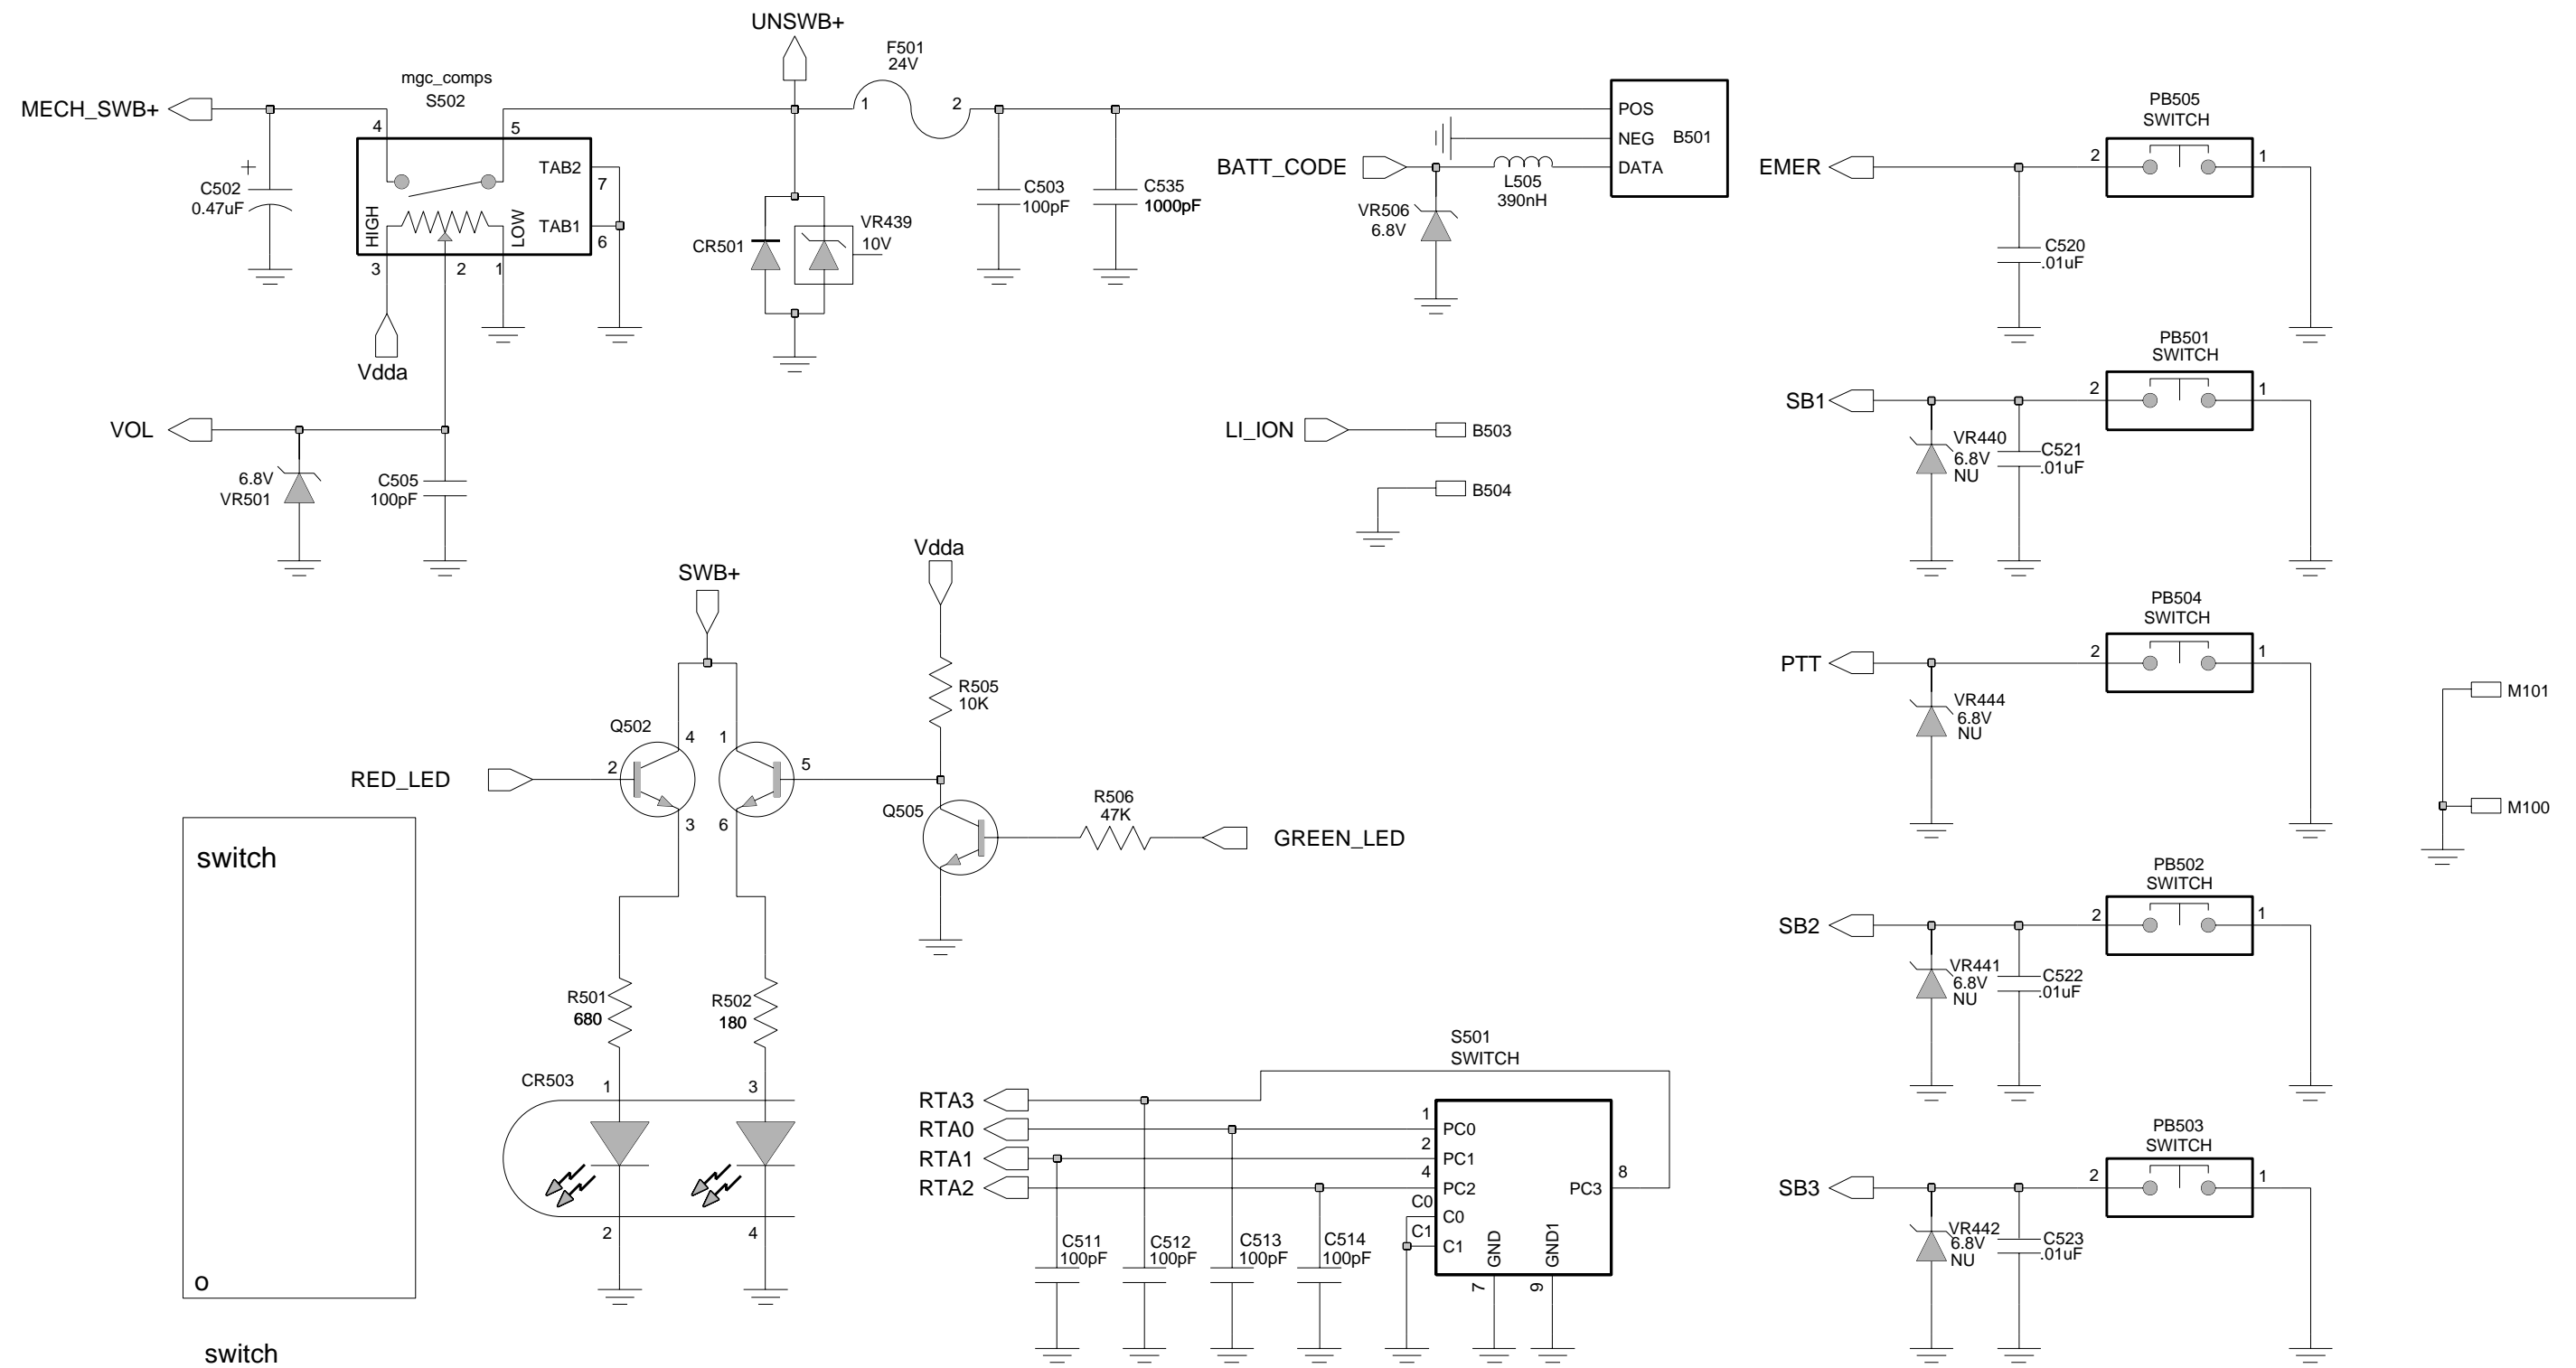 UNSWB+
F501
24V
mgc_comps
S502
MECH_SWB+
1
2
4
5
POS
NEG
DATA
B501
TAB2
7
TAB1
6
HIGH
LOW
3
2
1
C502
0.47uF
Vdda
CR501
VR439
10V
C503
100pF
C535
1000pF
BATT_CODE
L505
390nH
VR506
6.8V
PB505
SWITCH
EMER
2
1
C520
.01uF
PB501
SWITCH
SB1
2
1
VR440
6.8V
NU
C521
.01uF
VOL
6.8V
VR501
C505
100pF
LI_ION
B503
B504
Vdda
SWB+
R505
10K
Q502
4
1
2
5
3
6
RED_LED
Q505
R506
47K
GREEN_LED
PB504
SWITCH
PTT
2
1
VR444
6.8V
NU
M101
M100
switch
o
switch
R501
680
R502
180
CR503
1
3
2
4
PB502
SWITCH
SB2
2
1
VR441
6.8V
NU
C522
.01uF
S501
SWITCH
RTA3
RTA0
RTA1
RTA2
1
PC0
2
PC1
4
PC2
C0
C0
C1
C1
PC3
8
GND
GND1
7
9
C511
100pF
C512
100pF
C513
100pF
C514
100pF
PB503
SWITCH
SB3
2
1
VR442
6.8V
NU
C523
.01uF